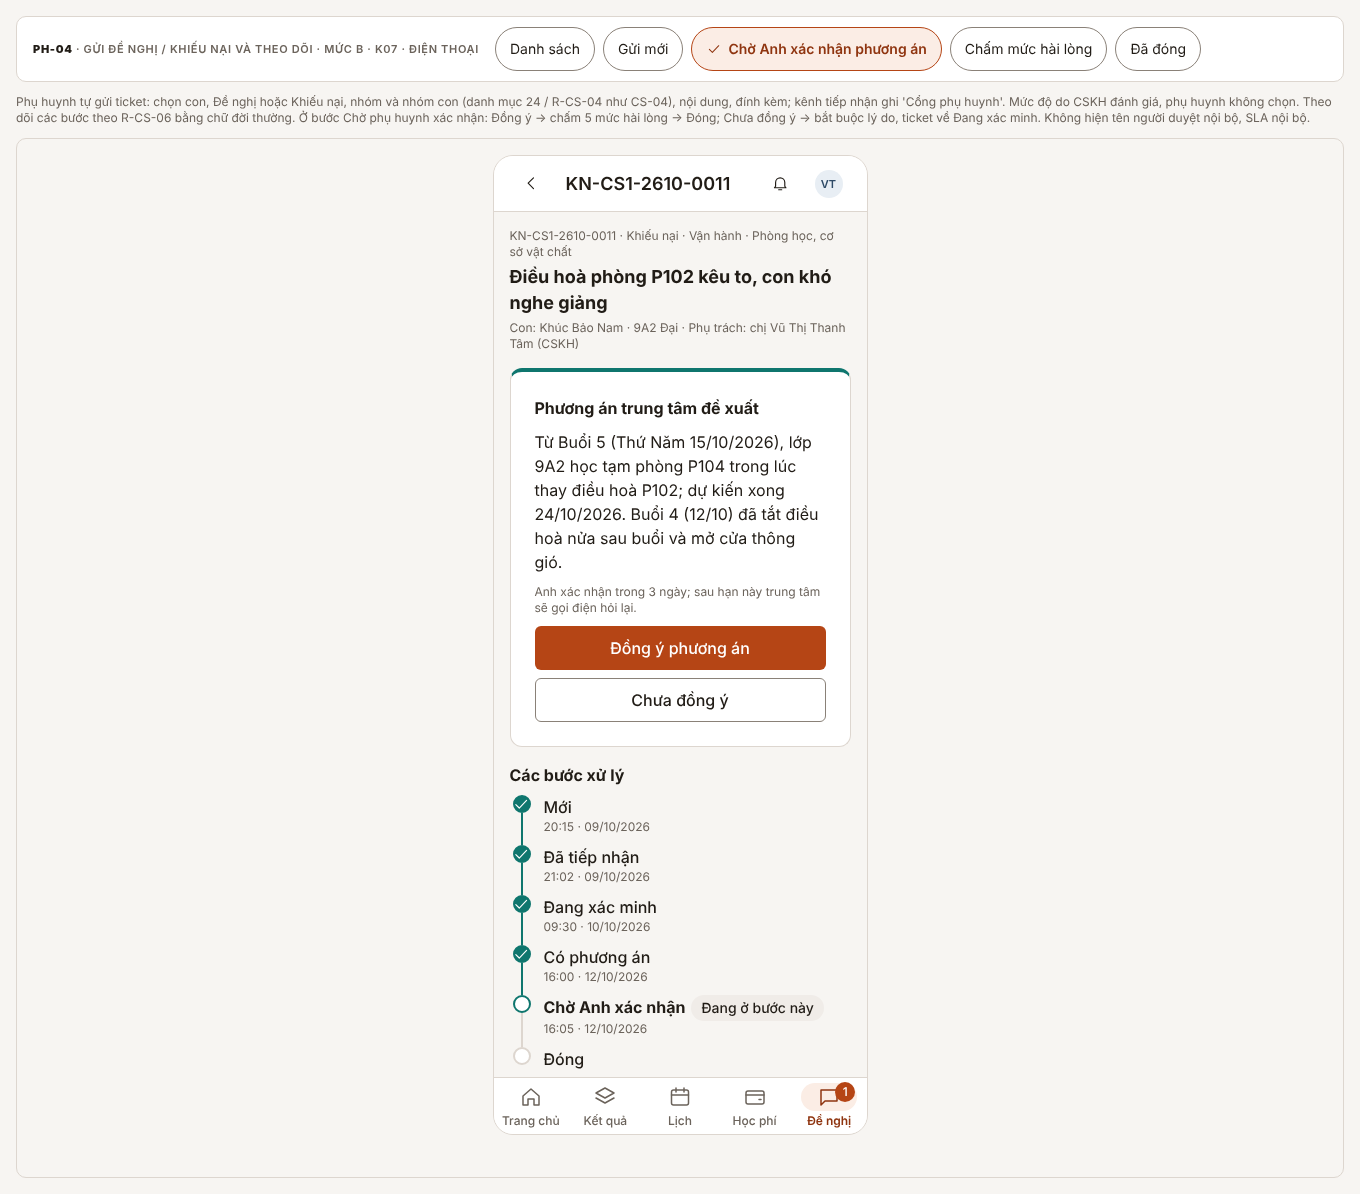 PH-04 · GỬI ĐỀ NGHỊ / KHIẾU NẠI VÀ THEO DÕI · MỨC B · K07 · ĐIỆN THOẠI
Danh sách
Gửi mới
Chờ Anh xác nhận phương án
Chấm mức hài lòng
Đã đóng
Phụ huynh tự gửi ticket: chọn con, Đề nghị hoặc Khiếu nại, nhóm và nhóm con (danh mục 24 / R-CS-04 như CS-04), nội dung, đính kèm; kênh tiếp nhận ghi 'Cổng phụ huynh'. Mức độ do CSKH đánh giá, phụ huynh không chọn. Theo
dõi các bước theo R-CS-06 bằng chữ đời thường. Ở bước Chờ phụ huynh xác nhận: Đồng ý → chấm 5 mức hài lòng → Đóng; Chưa đồng ý → bắt buộc lý do, ticket về Đang xác minh. Không hiện tên người duyệt nội bộ, SLA nội bộ.
KN-CS1-2610-0011
VT
KN-CS1-2610-0011 · Khiếu nại · Vận hành · Phòng học, cơ
sở vật chất
Điều hoà phòng P102 kêu to, con khó
nghe giảng
Con: Khúc Bảo Nam · 9A2 Đại · Phụ trách: chị Vũ Thị Thanh
Tâm (CSKH)
Phương án trung tâm đề xuất
Từ Buổi 5 (Thứ Năm 15/10/2026), lớp
9A2 học tạm phòng P104 trong lúc
thay điều hoà P102; dự kiến xong
24/10/2026. Buổi 4 (12/10) đã tắt điều
hoà nửa sau buổi và mở cửa thông
gió.
Anh xác nhận trong 3 ngày; sau hạn này trung tâm
sẽ gọi điện hỏi lại.
Đồng ý phương án
Chưa đồng ý
Các bước xử lý
Mới
20:15 · 09/10/2026
Đã tiếp nhận
21:02 · 09/10/2026
Đang xác minh
09:30 · 10/10/2026
Có phương án
16:00 · 12/10/2026
Chờ Anh xác nhận Đang ở bước này
16:05 · 12/10/2026
Đóng
1
Trang chủ
Kết quả
Lịch
Học phí
Đề nghị